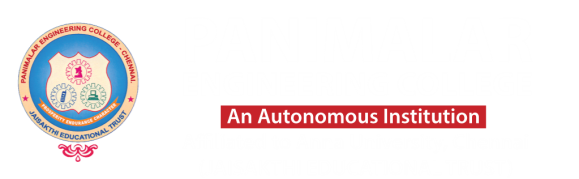 PANIMALAR ENGINEERING COLLEGE - CHENNAI.
JAISAKTHI EDUCATIONAL TRUST
An Autonomous Institution